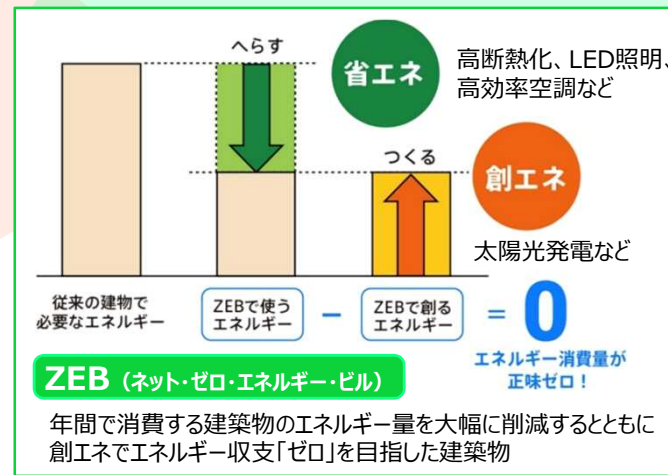 へらす
省エネ
高断熱化、LED照明、
高効率空調など
つくる
創エネ
太陽光発電など
従来の建物で
必要なエネルギー
ZEBで使う
エネルギー
－
ZEBで創る
エネルギー
＝
0
エネルギー消費量が
正味ゼロ！
ZEB（ネット・ゼロ・エネルギー・ビル）
年間で消費する建築物のエネルギー量を大幅に削減するとともに
創エネでエネルギー収支「ゼロ」を目指した建築物